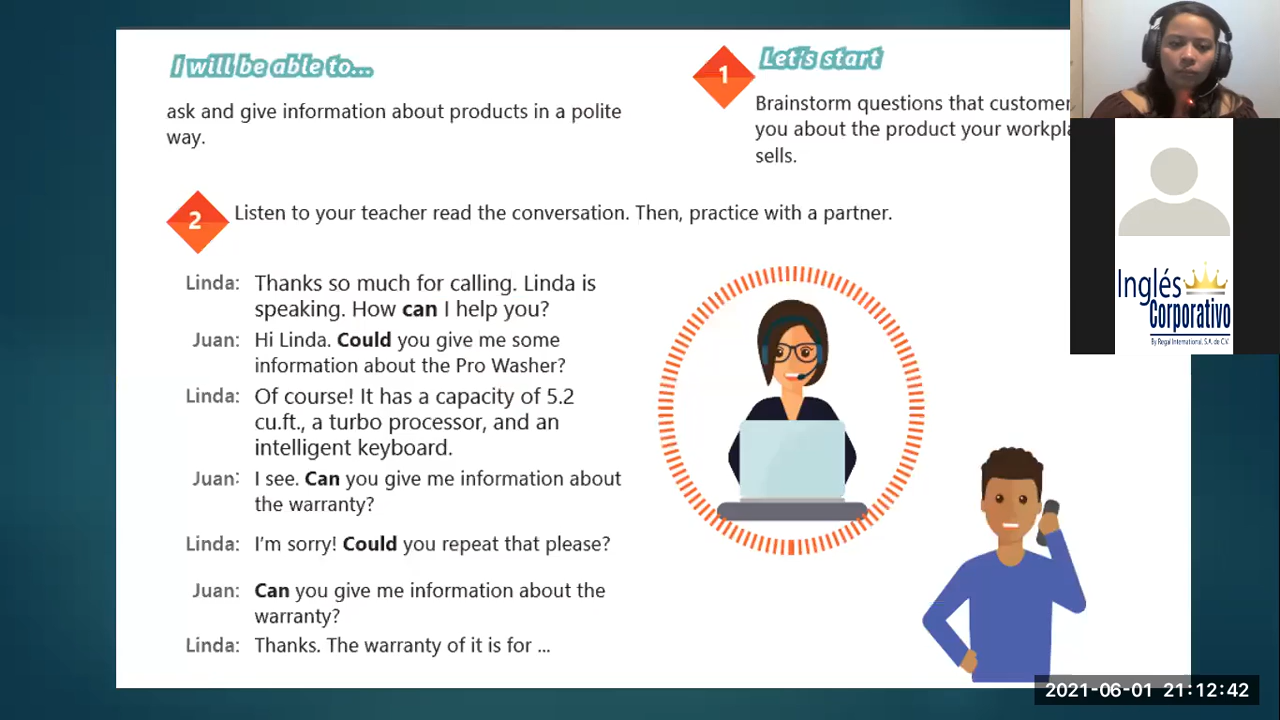 I will be able to...
ask and give information about products in a polite
way.
1
Let's start
Brainstorm questions that customer
you about the product your workpla
sells.
2
Listen to your teacher read the conversation. Then, practice with a partner.
Linda: Thanks so much for calling. Linda is
speaking. How can I help you?
Juan: Hi Linda. Could you give me some
information about the Pro Washer?
Linda: Of course! It has a capacity of 5.2
cu.ft., a turbo processor, and an
intelligent keyboard.
Juan: I see. Can you give me information about
the warranty?
Linda: I'm sorry! Could you repeat that please?
Juan: Can you give me information about the
warranty?
Linda: Thanks. The warranty of it is for ...
Inglés
Corporativo
By Regal International, S.A. de C.V.
2021-06-01 21:12:42